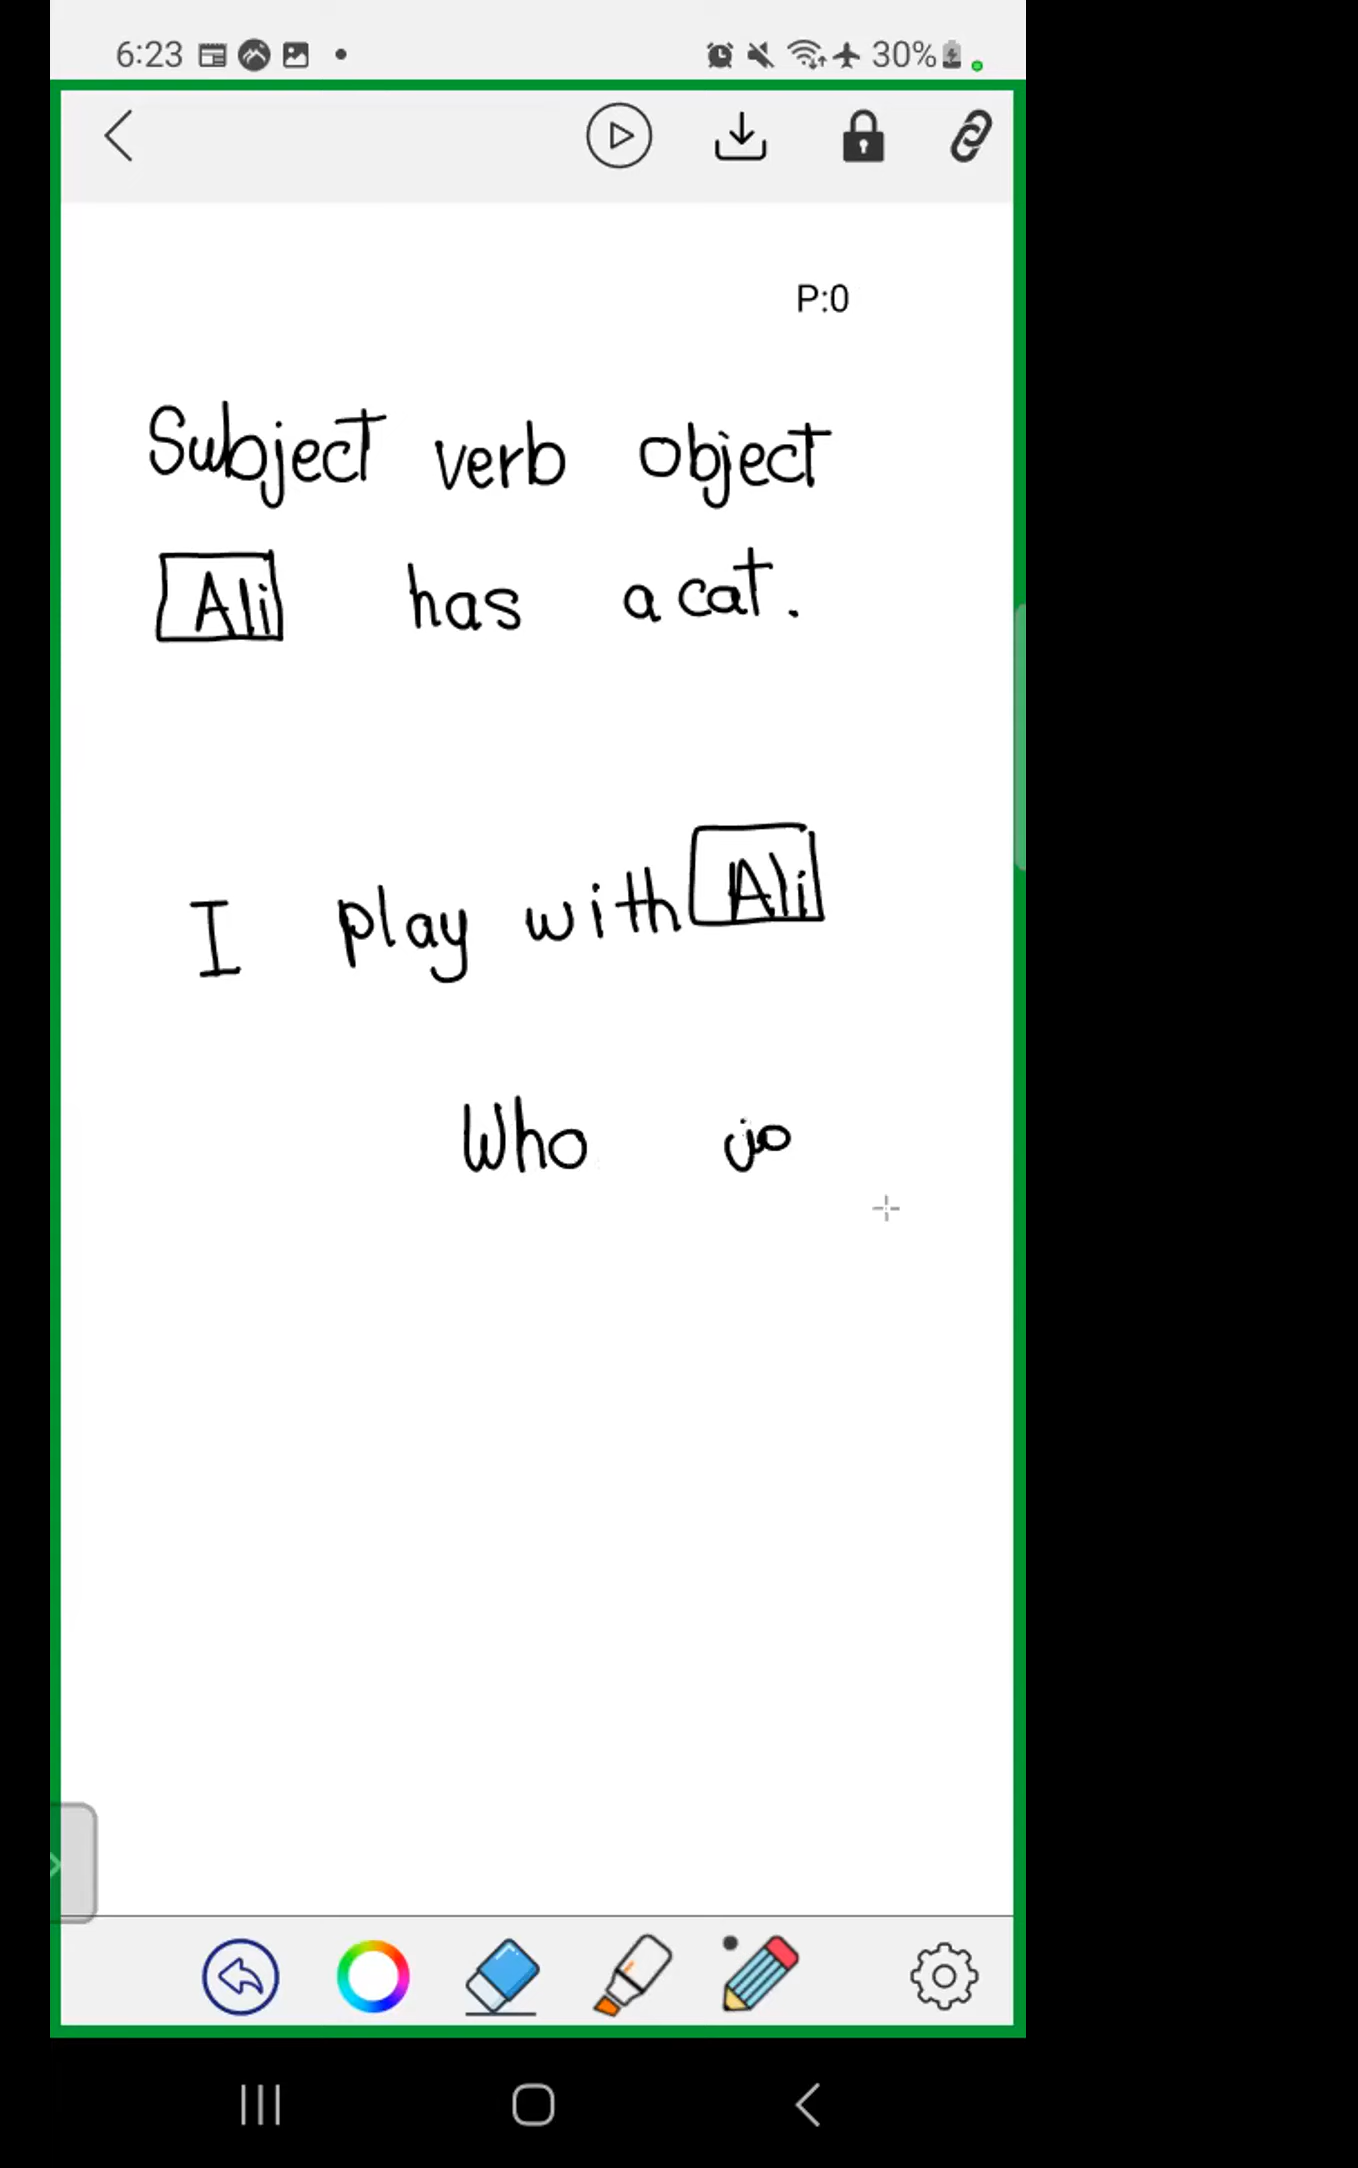 6:23 30%
P:0
Subject verb object
Ali has a cat.
I play with Ali
Who من